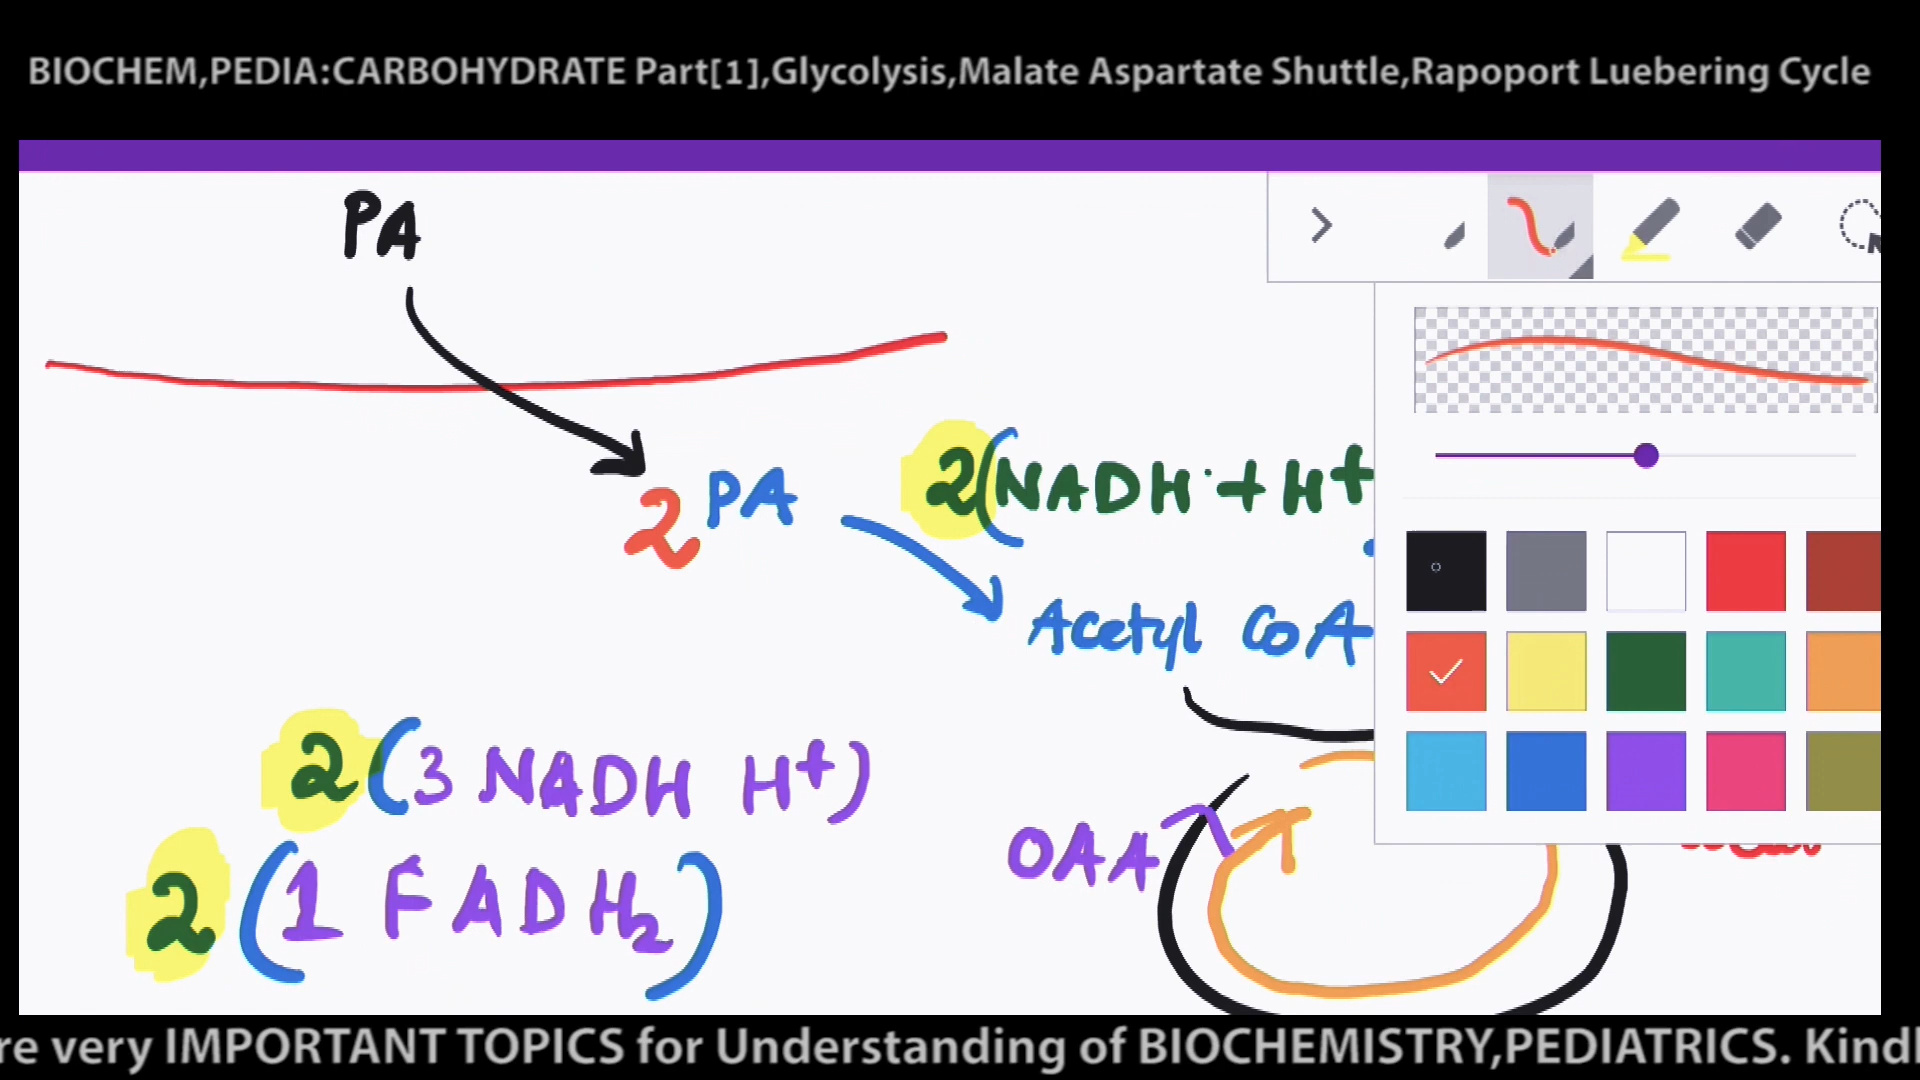 BIOCHEM,PEDIA:CARBOHYDRATE Part[1],Glycolysis,Malate Aspartate Shuttle,Rapoport Luebering Cycle
PA
2 PA
2(NADH + H+
Acetyl CoA
2(3 NADH H+)
OAA
2(1 FADH2)
re very IMPORTANT TOPICS for Understanding of BIOCHEMISTRY,PEDIATRICS. Kindl